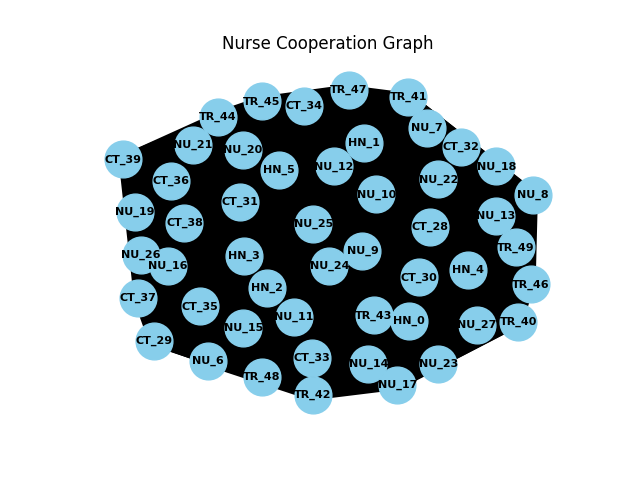 Nurse Cooperation Graph
TR_47
TR_41
TR_45
CT_34
TR_44
NU_7
HN_1
NU_21
CT_32
NU_20
CT_39
NU_12
NU_18
HN_5
NU_22
CT_36
NU_10
NU_8
CT_31
NU_19
NU_13
CT_38
NU_25
CT_28
TR_49
NU_9
NU_26
HN_3
NU_16
NU_24
HN_4
CT_30
TR_46
HN_2
CT_37
CT_35
TR_43
NU_11
HN_0
TR_40
NU_27
NU_15
CT_29
CT_33
NU_6
NU_14
NU_23
TR_48
NU_17
TR_42